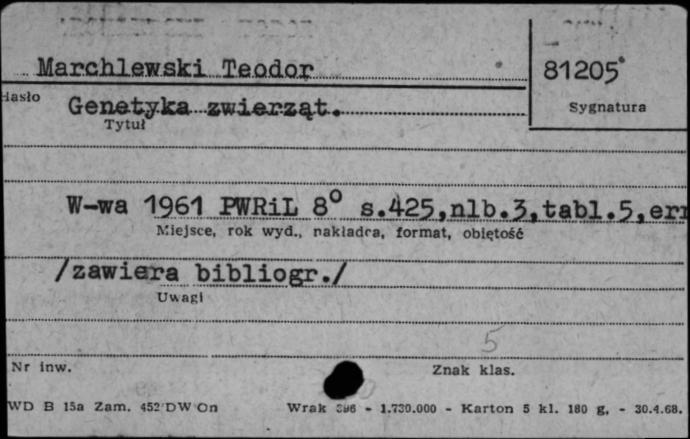 Marchlewski Teodor
81205
Hasło
Genetyka zwierząt.
Sygnatura
Tytuł
W-wa 1961 PWRiL 8° s.425,nlb.3,tabl.5,err
Miejsce, rok wyd., nakładca, format, objętość
/zawiera bibliogr./
Uwagi
5
Nr inw.
Znak klas.
WD B 15a Zam. 452 DW On
Wrak 396 - 1.730.000 - Karton 5 kl. 180 g. - 30.4.68.